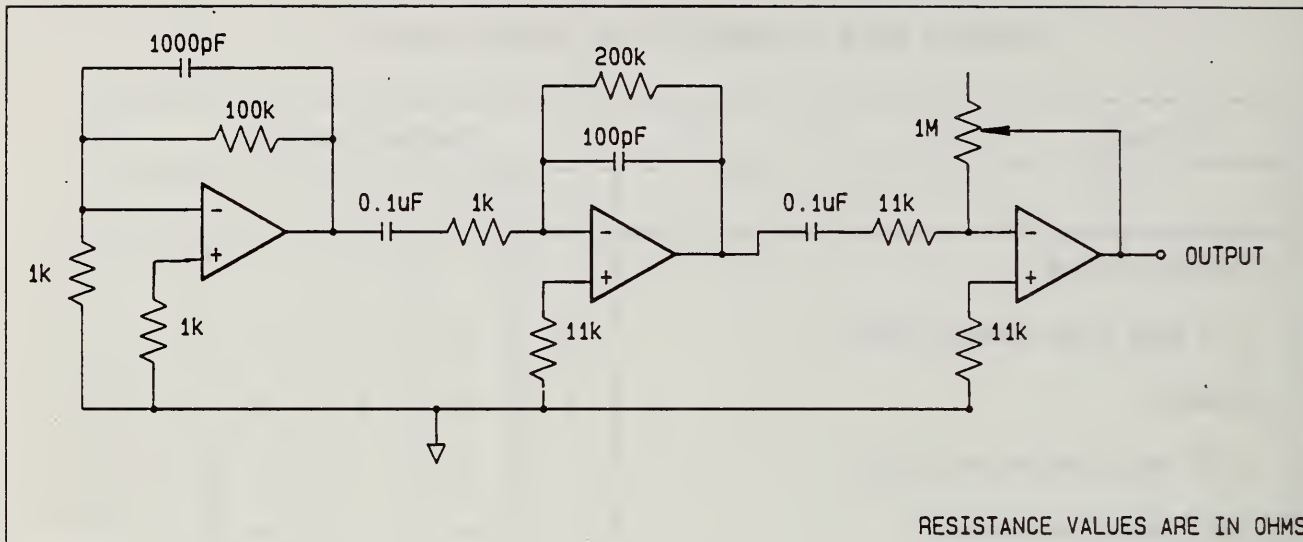 1000pF
100k
1k
-
+
1k
0.1uF
1k
200k
100pF
-
+
11k
0.1uF
11k
1M
-
+
11k
OUTPUT
RESISTANCE VALUES ARE IN OHMS